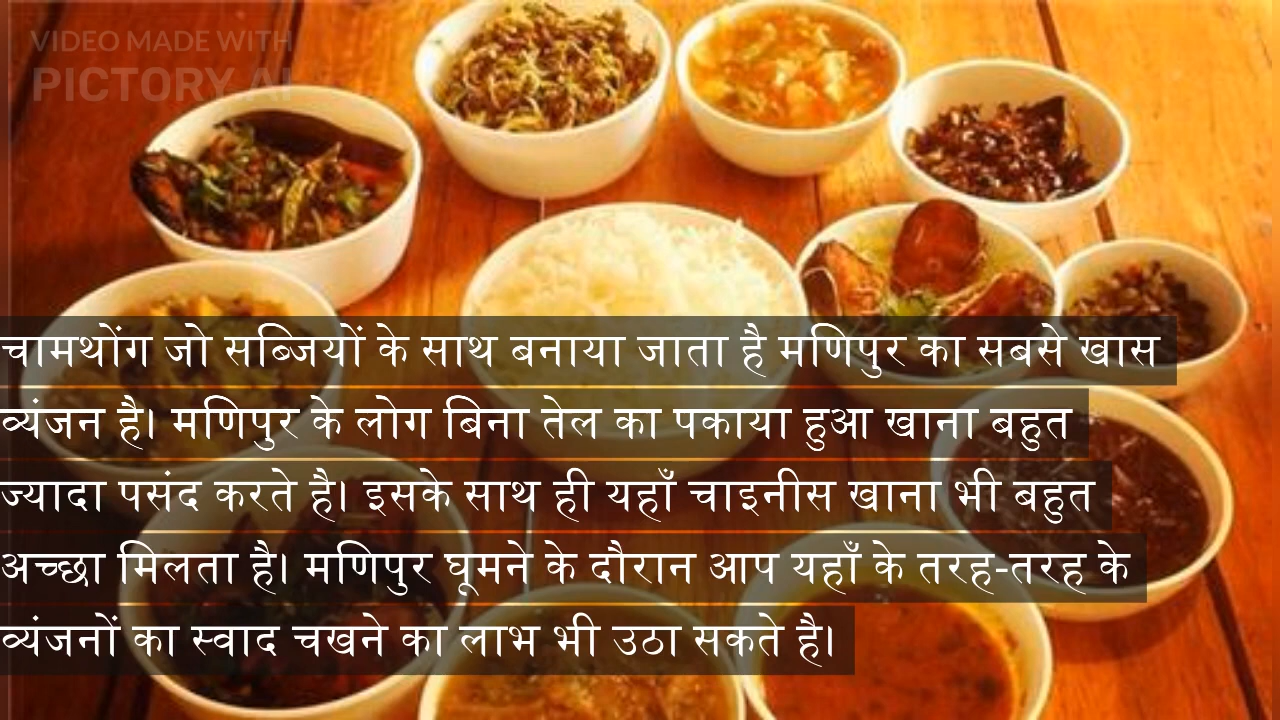 VIDEO MADE WITH
PICTORY.AI
चामथोंग जो सब्जियों के साथ बनाया जाता है मणिपुर का सबसे खास
व्यंजन है। मणिपुर के लोग बिना तेल का पकाया हुआ खाना बहुत
ज्यादा पसंद करते है। इसके साथ ही यहाँ चाइनीस खाना भी बहुत
अच्छा मिलता है। मणिपुर घूमने के दौरान आप यहाँ के तरह-तरह के
व्यंजनों का स्वाद चखने का लाभ भी उठा सकते है।